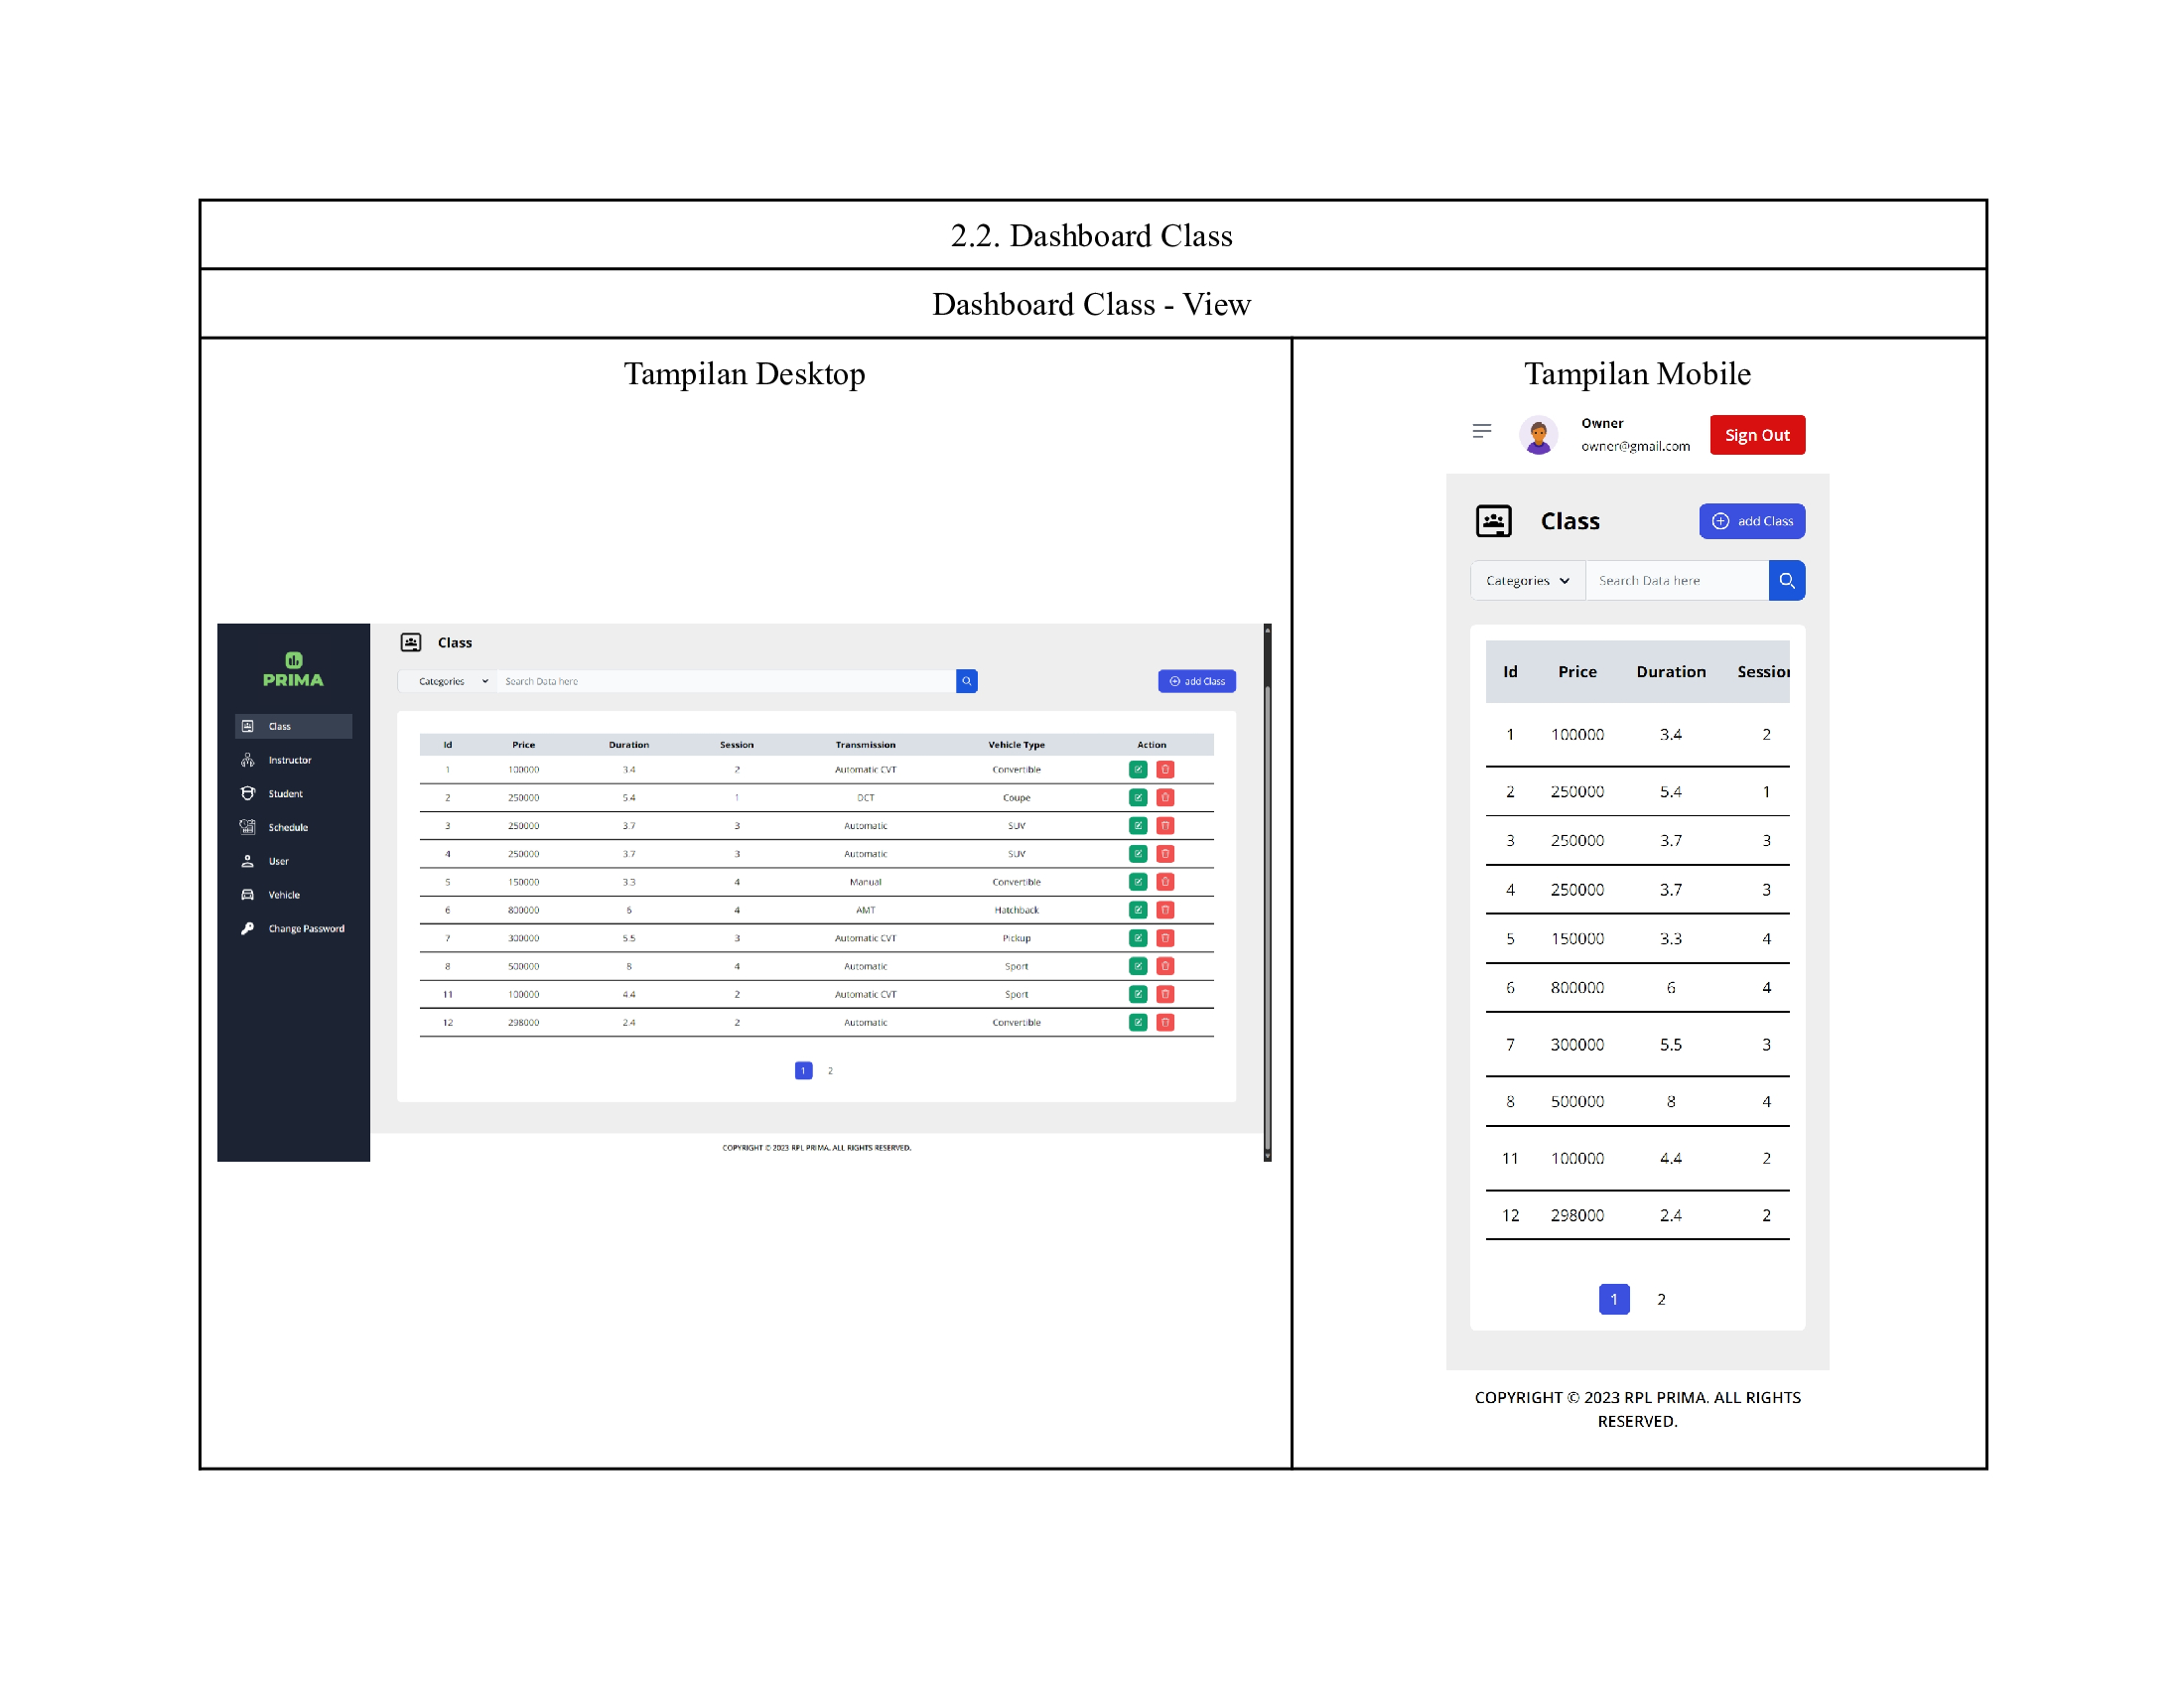 2.2. Dashboard Class
Dashboard Class - View
Tampilan Desktop
PRIMA
Class
Instructor
Student
Schedule
User
Vehicle
Change Password
Class
Categories Search Data here add Class
Id Price Duration Session Transmission Vehicle Type Action
1 100000 3.4 2 Automatic CVT Convertible
2 250000 5.4 1 DCT Coupe
3 250000 3.7 3 Automatic SUV
4 250000 3.7 3 Automatic SUV
5 150000 3.3 4 Manual Convertible
6 800000 6 4 AMT Hatchback
7 300000 5.5 3 Automatic CVT Pickup
8 500000 8 4 Automatic Sport
11 100000 4.4 2 Automatic CVT Sport
12 298000 2.4 2 Automatic Convertible
1 2
COPYRIGHT © 2023 RPL PRIMA. ALL RIGHTS RESERVED.
Tampilan Mobile
Owner
owner@gmail.com
Sign Out
Class add Class
Categories Search Data here
Id Price Duration Session
1 100000 3.4 2
2 250000 5.4 1
3 250000 3.7 3
4 250000 3.7 3
5 150000 3.3 4
6 800000 6 4
7 300000 5.5 3
8 500000 8 4
11 100000 4.4 2
12 298000 2.4 2
1 2
COPYRIGHT © 2023 RPL PRIMA. ALL RIGHTS
RESERVED.